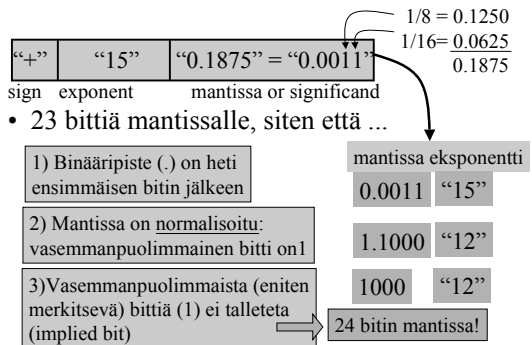 1/8 = 0.1250
1/16= 0.0625
0.1875
“+” “15” “0.1875” = “0.0011”
sign exponent mantissa or significand
• 23 bittiä mantissalle, siten että ...
1) Binääripiste (.) on heti
ensimmäisen bitin jälkeen
2) Mantissa on normalisoitu:
vasemmanpuolimmainen bitti on1
3)Vasemmanpuolimmaista (eniten
merkitsevä) bittiä (1) ei talleteta
(implied bit)
mantissa eksponentti
0.0011 “15”
1.1000 “12”
1000 “12”
24 bitin mantissa!